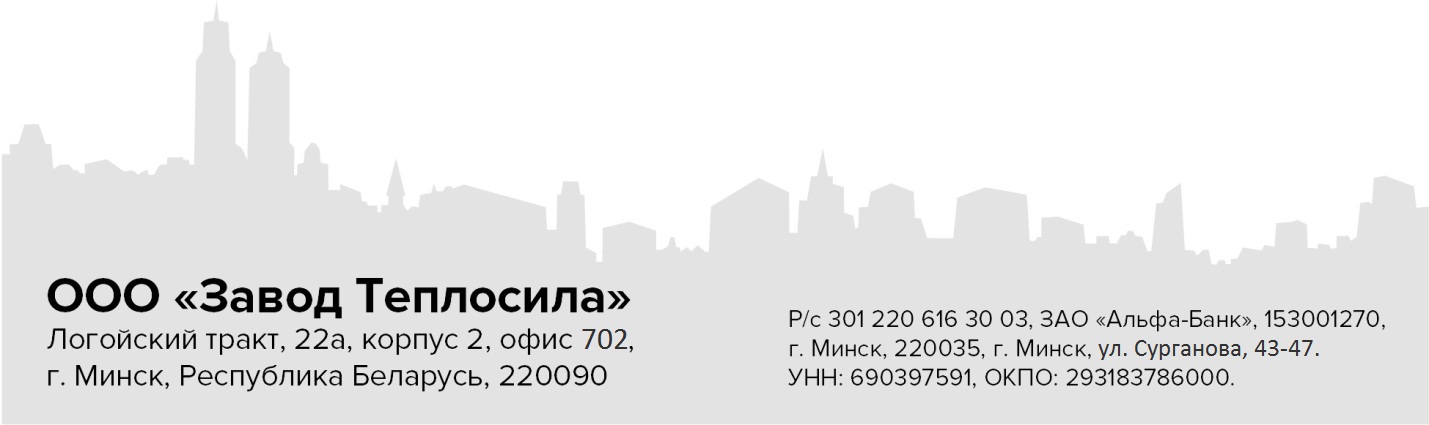 ООО «Завод Теплосила»
Логойский тракт, 22а, корпус 2, офис 702,
г. Минск, Республика Беларусь, 220090
Р/с 301 220 616 30 03, ЗАО «Альфа-Банк», 153001270,
г. Минск, 220035, г. Минск, ул. Сурганова, 43-47.
УНН: 690397591, ОКПО: 293183786000.